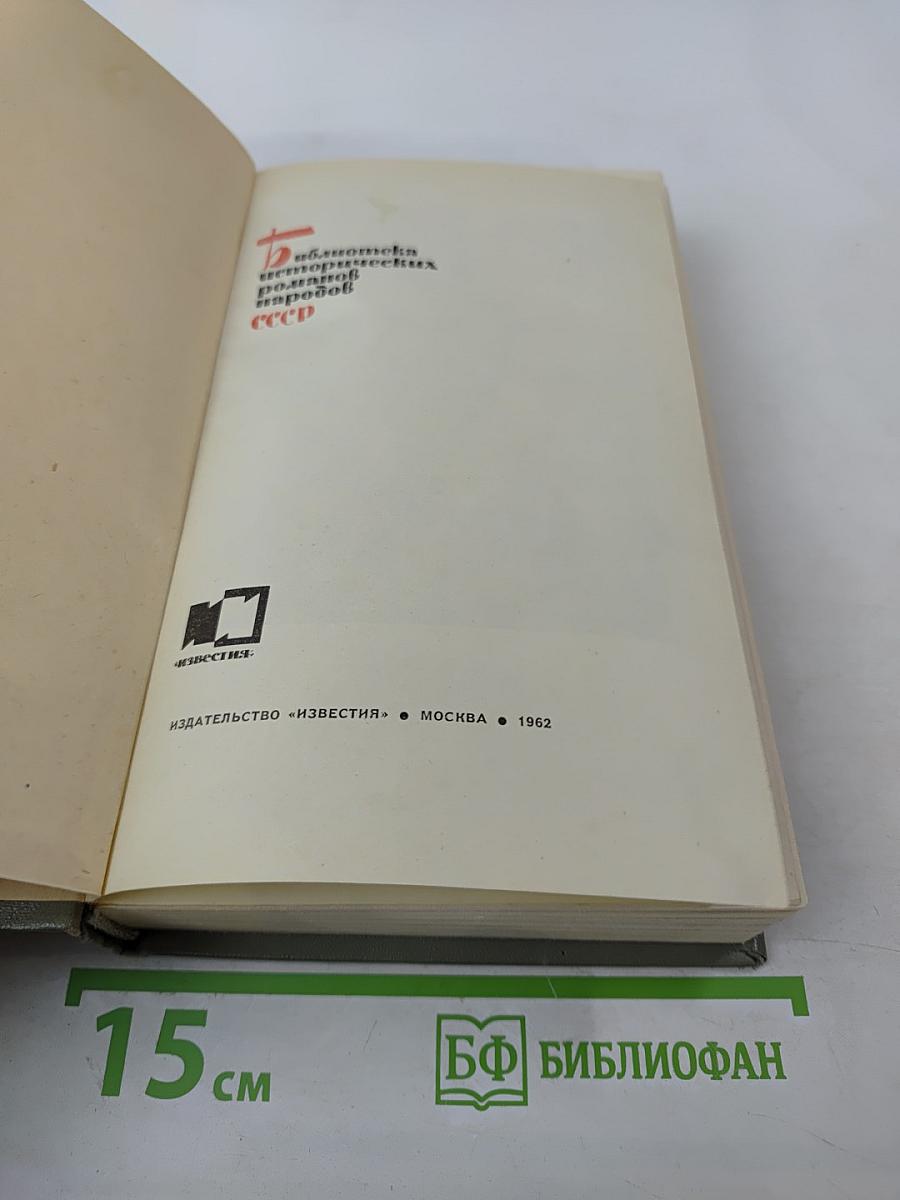 Библиотека
исторических
романов
народов
СССР
«ИЗВЕСТИЯ»
ИЗДАТЕЛЬСТВО «ИЗВЕСТИЯ» ● МОСКВА ● 1962
15 СМ
БФ БИБЛИОФАН